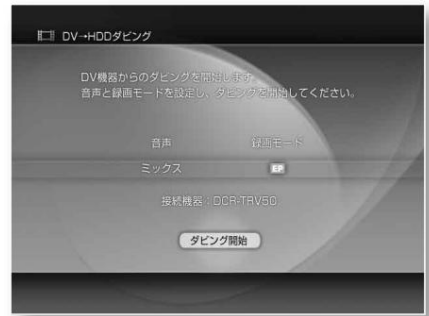 DV→HDDダビング
DV機器からのダビングを開始します。
音声と録画モードを設定し、ダビングを開始してください。
音声 録画モード
ミックス EP
接続機器：DCR-TRV50
ダビング開始